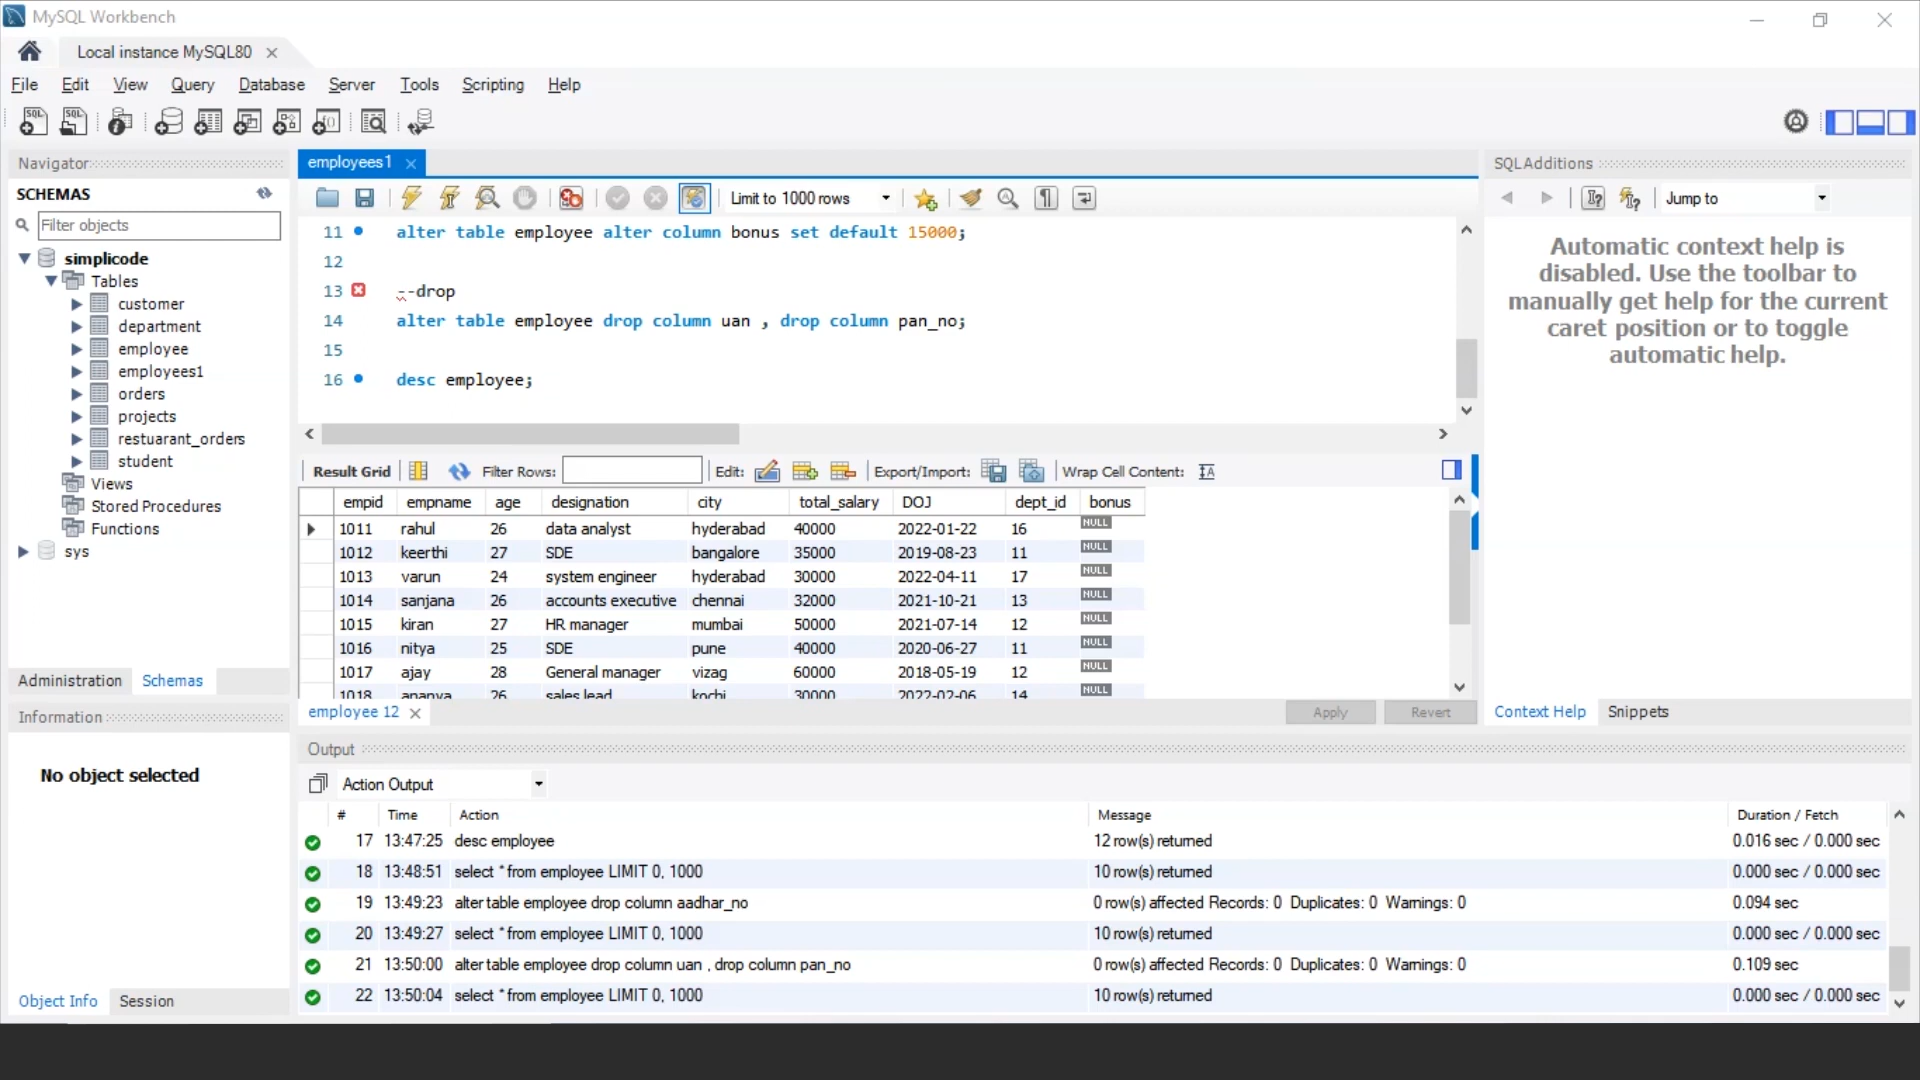 MySQL Workbench
Local instance MySQL80
File Edit View Query Database Server Tools Scripting Help
Navigator
SCHEMAS
Filter objects
simplicode
Tables
customer
department
employee
employees1
orders
projects
restuarant_orders
student
Views
Stored Procedures
Functions
sys
Administration Schemas
Information
No object selected
Object Info Session
employees1
Limit to 1000 rows
11 alter table employee alter column bonus set default 15000;
12
13 --drop
14 alter table employee drop column uan , drop column pan_no;
15
16 desc employee;
Result Grid Filter Rows: Edit: Export/Import: Wrap Cell Content:
empid empname age designation city total_salary DOJ dept_id bonus
1011 rahul 26 data analyst hyderabad 40000 2022-01-22 16 NULL
1012 keerthi 27 SDE bangalore 35000 2019-08-23 11 NULL
1013 varun 24 system engineer hyderabad 30000 2022-04-11 17 NULL
1014 sanjana 26 accounts executive chennai 32000 2021-10-21 13 NULL
1015 kiran 27 HR manager mumbai 50000 2021-07-14 12 NULL
1016 nitya 25 SDE pune 40000 2020-06-27 11 NULL
1017 ajay 28 General manager vizag 60000 2018-05-19 12 NULL
1018 ananya 26 sales lead kochi 30000 2022-02-06 14 NULL
employee 12
Apply Revert
Output
Action Output
# Time Action Message Duration / Fetch
17 13:47:25 desc employee 12 row(s) returned 0.016 sec / 0.000 sec
18 13:48:51 select * from employee LIMIT 0, 1000 10 row(s) returned 0.000 sec / 0.000 sec
19 13:49:23 alter table employee drop column aadhar_no 0 row(s) affected Records: 0 Duplicates: 0 Warnings: 0 0.094 sec
20 13:49:27 select * from employee LIMIT 0, 1000 10 row(s) returned 0.000 sec / 0.000 sec
21 13:50:00 alter table employee drop column uan , drop column pan_no 0 row(s) affected Records: 0 Duplicates: 0 Warnings: 0 0.109 sec
22 13:50:04 select * from employee LIMIT 0, 1000 10 row(s) returned 0.000 sec / 0.000 sec
SQLAdditions
Jump to
Automatic context help is
disabled. Use the toolbar to
manually get help for the current
caret position or to toggle
automatic help.
Context Help Snippets